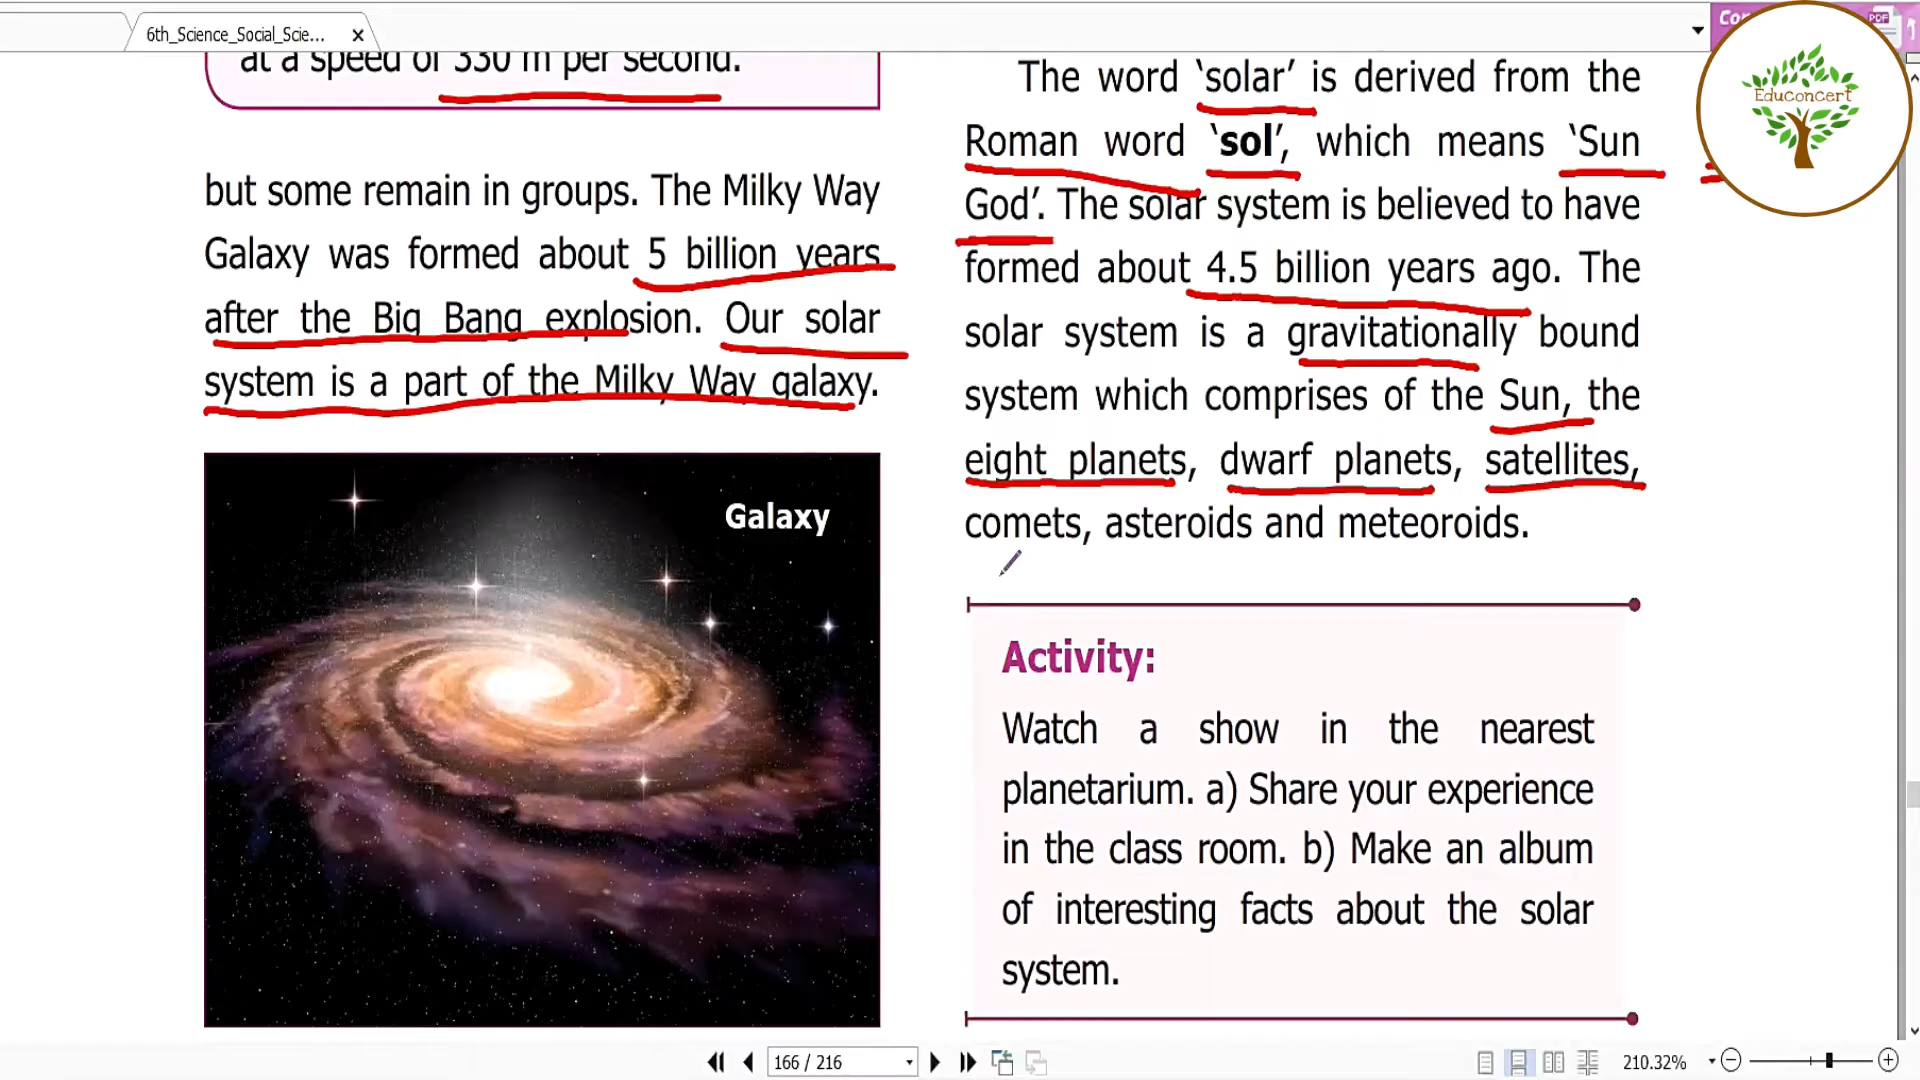 6th_Science_Social_Scie...
Educoncert
at a speed of 330 m per second.
but some remain in groups. The Milky Way
Galaxy was formed about 5 billion years
after the Big Bang explosion. Our solar
system is a part of the Milky Way galaxy.
Galaxy
The word ‘solar’ is derived from the
Roman word ‘sol’, which means ‘Sun
God’. The solar system is believed to have
formed about 4.5 billion years ago. The
solar system is a gravitationally bound
system which comprises of the Sun, the
eight planets, dwarf planets, satellites,
comets, asteroids and meteoroids.
Activity:
Watch a show in the nearest
planetarium. a) Share your experience
in the class room. b) Make an album
of interesting facts about the solar
system.
166 / 216
210.32%